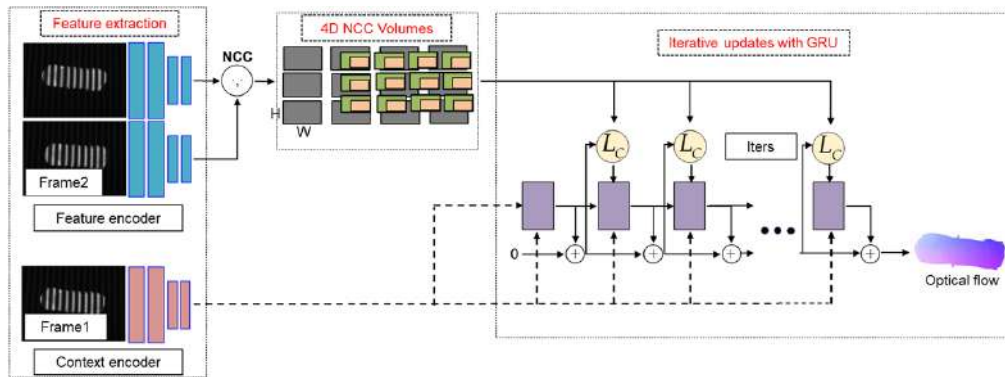 Feature extraction
Frame2
Feature encoder
Frame1
Context encoder
NCC
4D NCC Volumes
H
W
Iterative updates with GRU
L_C
L_C
Iters
L_C
0
Optical flow